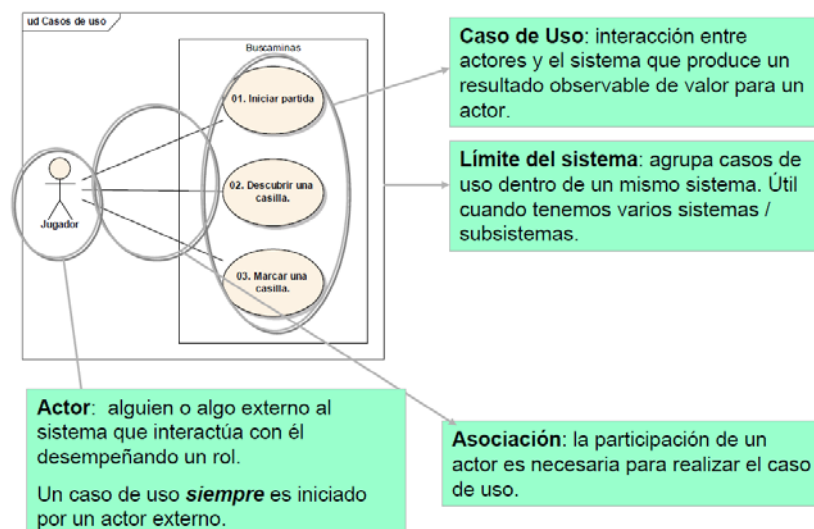 ud Casos de uso
Buscaminas
01. Iniciar partida
02. Descubrir una
casilla.
03. Marcar una
casilla.
Jugador
Caso de Uso: interacción entre
actores y el sistema que produce un
resultado observable de valor para un
actor.
Límite del sistema: agrupa casos de
uso dentro de un mismo sistema. Útil
cuando tenemos varios sistemas /
subsistemas.
Actor: alguien o algo externo al
sistema que interactúa con él
desempeñando un rol.
Un caso de uso siempre es iniciado
por un actor externo.
Asociación: la participación de un
actor es necesaria para realizar el caso
de uso.